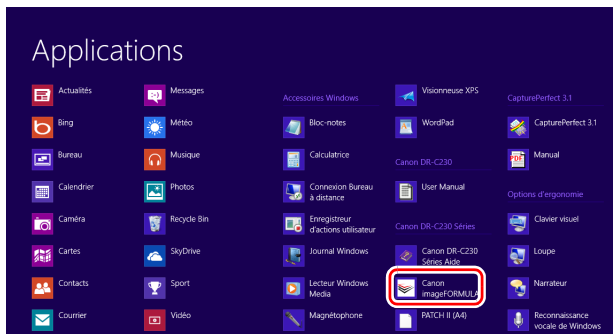 Applications
Actualités
Bing
Bureau
Calendrier
Caméra
Cartes
Contacts
Courrier
Messages
Météo
Musique
Photos
Recycle Bin
SkyDrive
Sport
Vidéo
Accessoires Windows
Bloc-notes
Calculatrice
Connexion Bureau
à distance
Enregistreur
d'actions utilisateur
Journal Windows
Lecteur Windows
Media
Magnétophone
Visionneuse XPS
WordPad
Canon DR-C230
User Manual
Canon DR-C230 Séries
Canon DR-C230
Séries Aide
Canon
imageFORMULA
PATCH II (A4)
CapturePerfect 3.1
CapturePerfect 3.1
PDF
Manual
Options d'ergonomie
Clavier visuel
Loupe
Narrateur
Reconnaissance
vocale de Windows